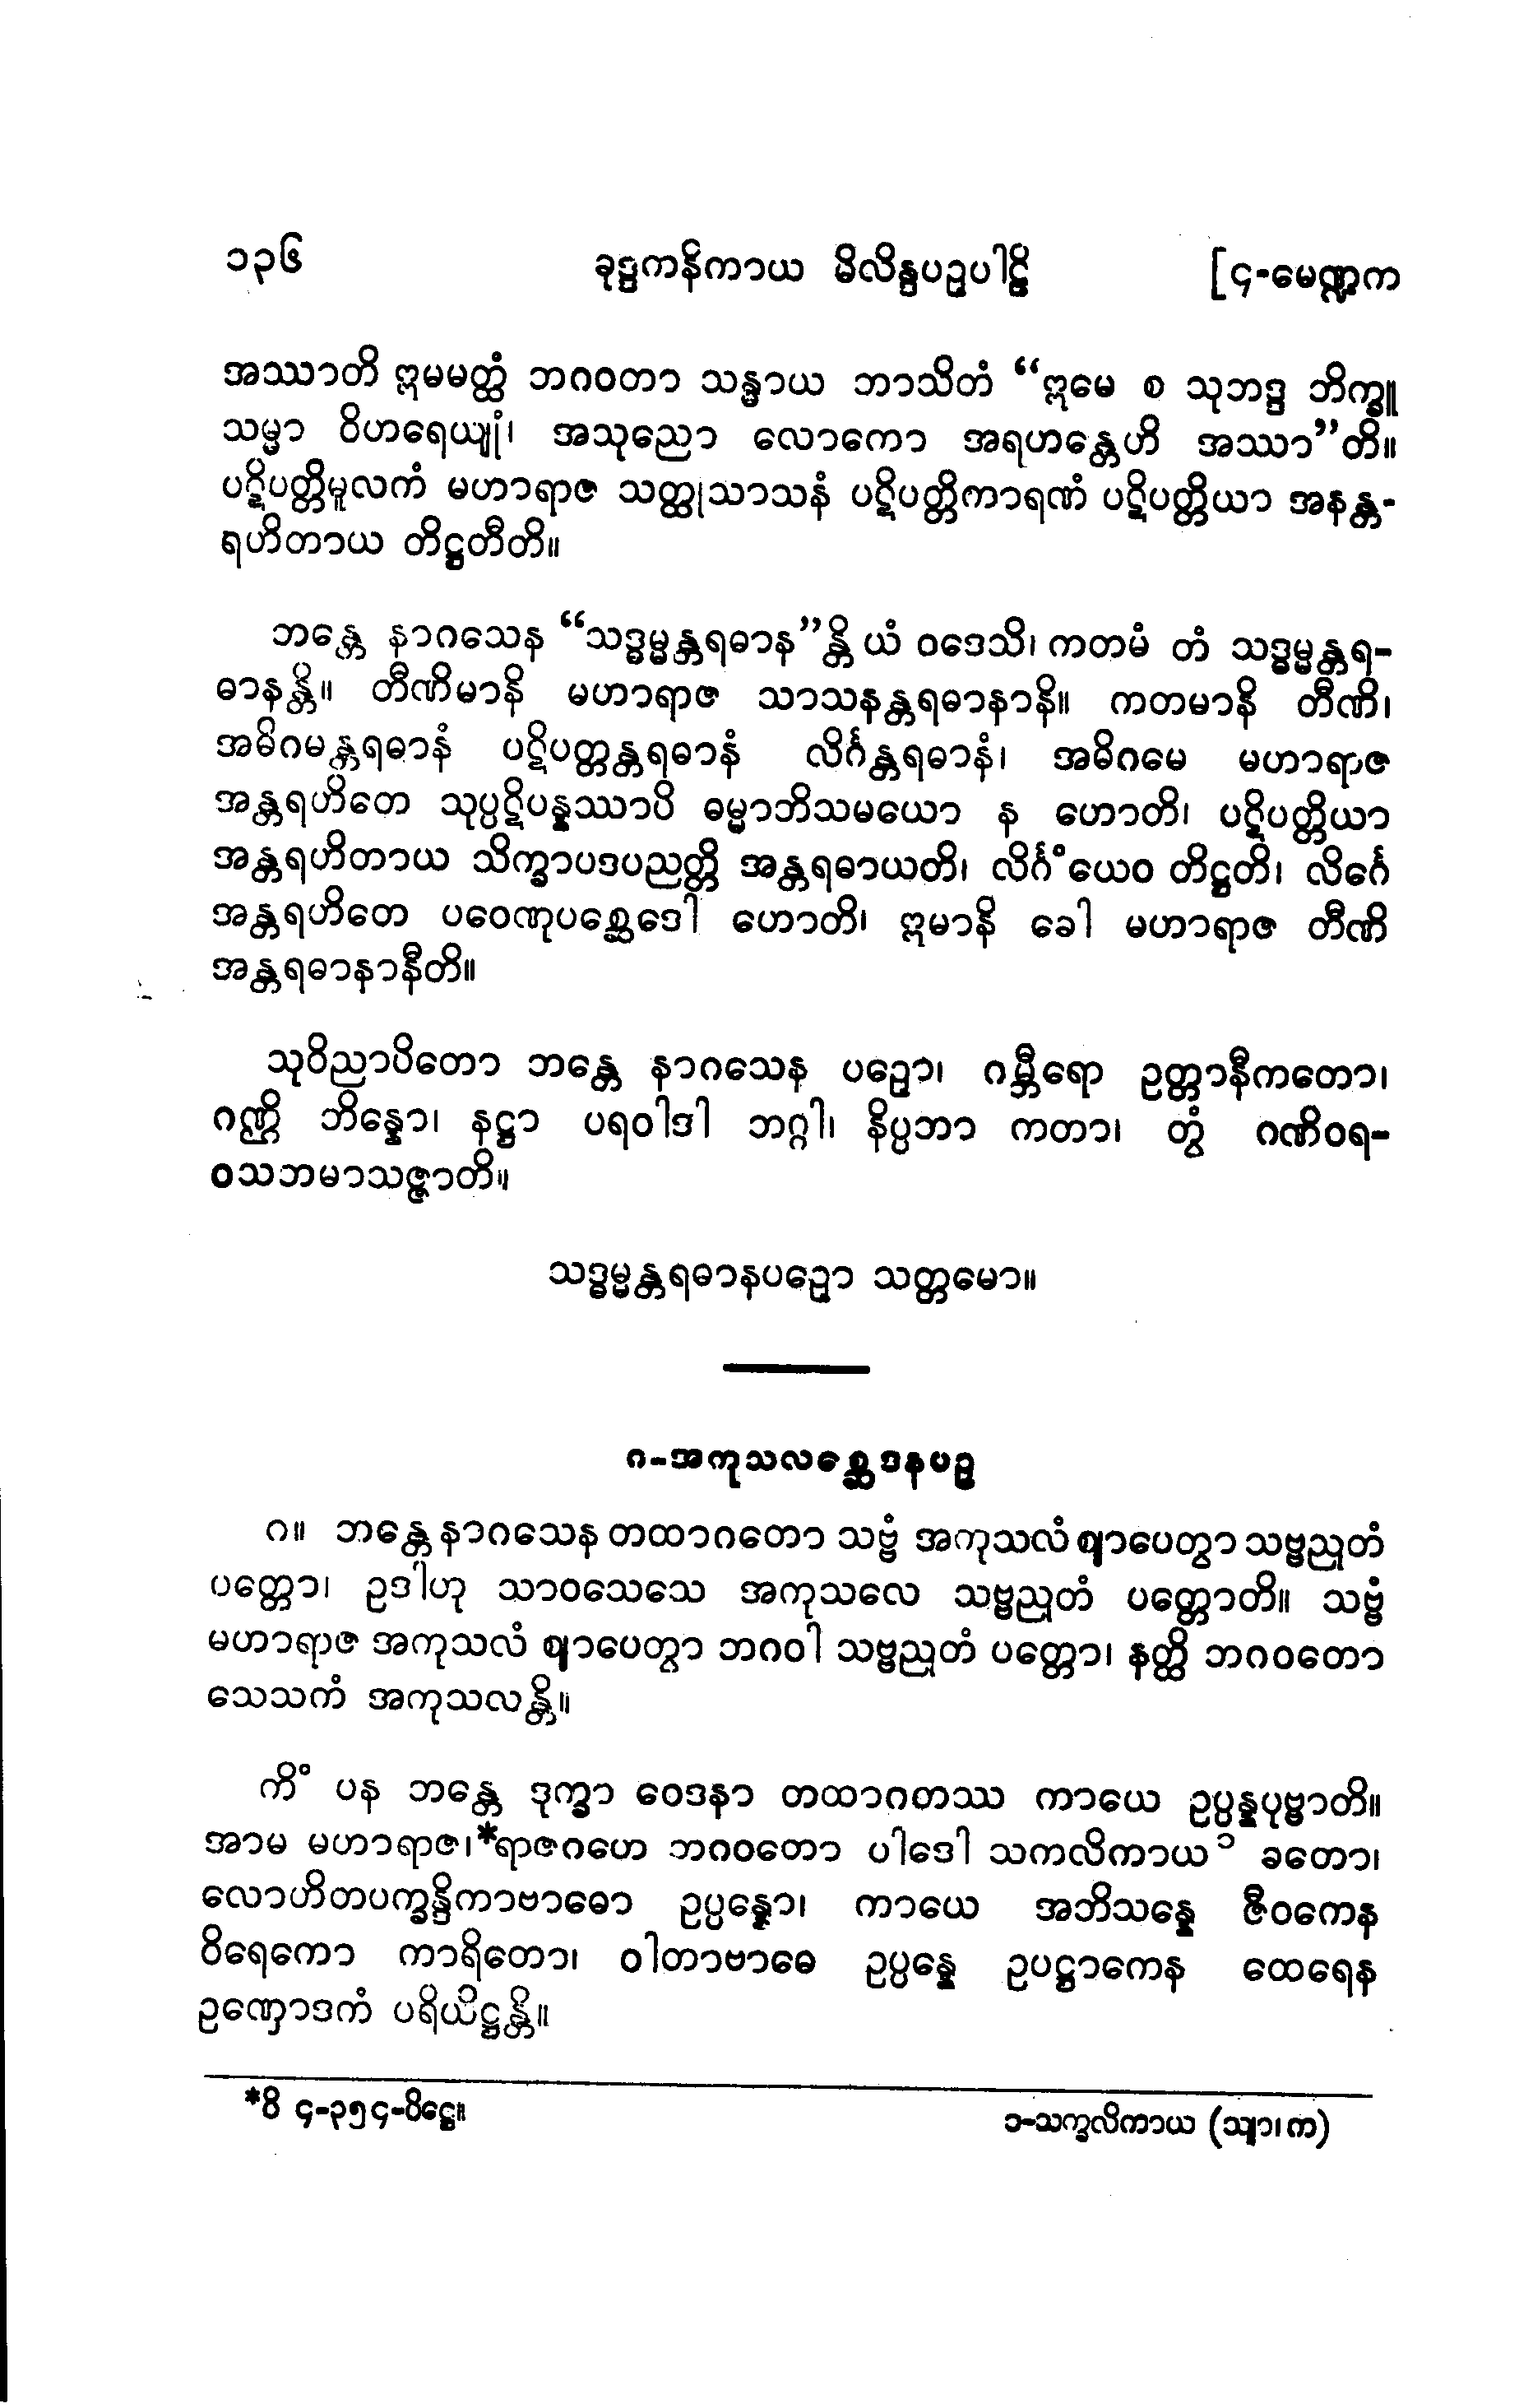 ၁၃၆ ခုဒ္ဒကနိကာယ မိလိန္ဒပဉှပါဠိ [၄-မေဏ္ဍက
အဿာတိ ဣမမတ္ထံ ဘဂဝတာ သန္ဓာယ ဘာသိတံ “ဣမေ စ သုဘဒ္ဒ ဘိက္ခူ
သမ္မာ ဝိဟရေယျုံ၊ အသုညော လောကော အရဟန္တေဟိ အဿာ”တိ။
ပဋိပတ္တိမူလကံ မဟာရာဇ သတ္ထုသာသနံ ပဋိပတ္တိကာရဏံ ပဋိပတ္တိယာ အနန္တ-
ရဟိတာယ တိဋ္ဌတီတိ။
ဘန္တေ နာဂသေန “သဒ္ဓမ္မန္တရဓာန”န္တိ ယံ ဝဒေသိ၊ ကတမံ တံ သဒ္ဓမ္မန္တရ-
ဓာနန္တိ။ တီဏိမာနိ မဟာရာဇ သာသနန္တရဓာနာနိ။ ကတမာနိ တီဏိ၊
အဓိဂမန္တရဓာနံ ပဋိပတ္တန္တရဓာနံ လိင်္ဂန္တရဓာနံ၊ အဓိဂမေ မဟာရာဇ
အန္တရဟိတေ သုပ္ပဋိပန္နဿာပိ ဓမ္မာဘိသမယော န ဟောတိ၊ ပဋိပတ္တိယာ
အန္တရဟိတာယ သိက္ခာပဒပညတ္တိ အန္တရဓာယတိ၊ လိင်္ဂံယေဝ တိဋ္ဌတိ၊ လိင်္ဂေ
အန္တရဟိတေ ပဝေဏုပစ္ဆေဒေါ ဟောတိ၊ ဣမာနိ ခေါ မဟာရာဇ တီဏိ
အန္တရဓာနာနီတိ။
သုဝိညာပိတော ဘန္တေ နာဂသေန ပဉှော၊ ဂမ္ဘီရော ဥတ္တာနီကတော၊
ဂဏ္ဌိ ဘိန္နော၊ နဋ္ဌာ ပရဝါဒါ ဘဂ္ဂါ၊ နိပ္ပဘာ ကတာ၊ တွံ ဂဏိဝရ-
ဝသဘမာသဇ္ဇာတိ။
သဒ္ဓမ္မန္တရဓာနပဉှော သတ္တမော။
ဂ-အကုသလစ္ဆေဒနပဉှ
ဂ။ ဘန္တေ နာဂသေန တထာဂတော သဗ္ဗံ အကုသလံ ဈာပေတွာ သဗ္ဗညုတံ
ပတ္တော၊ ဥဒါဟု သာဝသေသေ အကုသလေ သဗ္ဗညုတံ ပတ္တောတိ။ သဗ္ဗံ
မဟာရာဇ အကုသလံ ဈာပေတွာ ဘဂဝါ သဗ္ဗညုတံ ပတ္တော၊ နတ္ထိ ဘဂဝတော
သေသကံ အကုသလန္တိ။
ကိံ ပန ဘန္တေ ဒုက္ခာ ဝေဒနာ တထာဂတဿ ကာယေ ဥပ္ပန္နပုဗ္ဗာတိ။
အာမ မဟာရာဇ၊*ရာဇဂဟေ ဘဂဝတော ပါဒေါ သကလိကာယ ၁ ခတော၊
လောဟိတပက္ခန္ဒိကာဗာဓော ဥပ္ပန္နော၊ ကာယေ အဘိသန္နေ ဇီဝကေန
ဝိရေကော ကာရိတော၊ ဝါတာဗာဓေ ဥပ္ပန္နေ ဥပဋ္ဌာကေန ထေရေန
ဥဏှောဒကံ ပရိယိဋ္ဌန္တိ။
*ဝိ ၄-၃၅၄-ပိဋ္ဌေ။ ၁-သက္ခလိကာယ (သျာ၊ က)